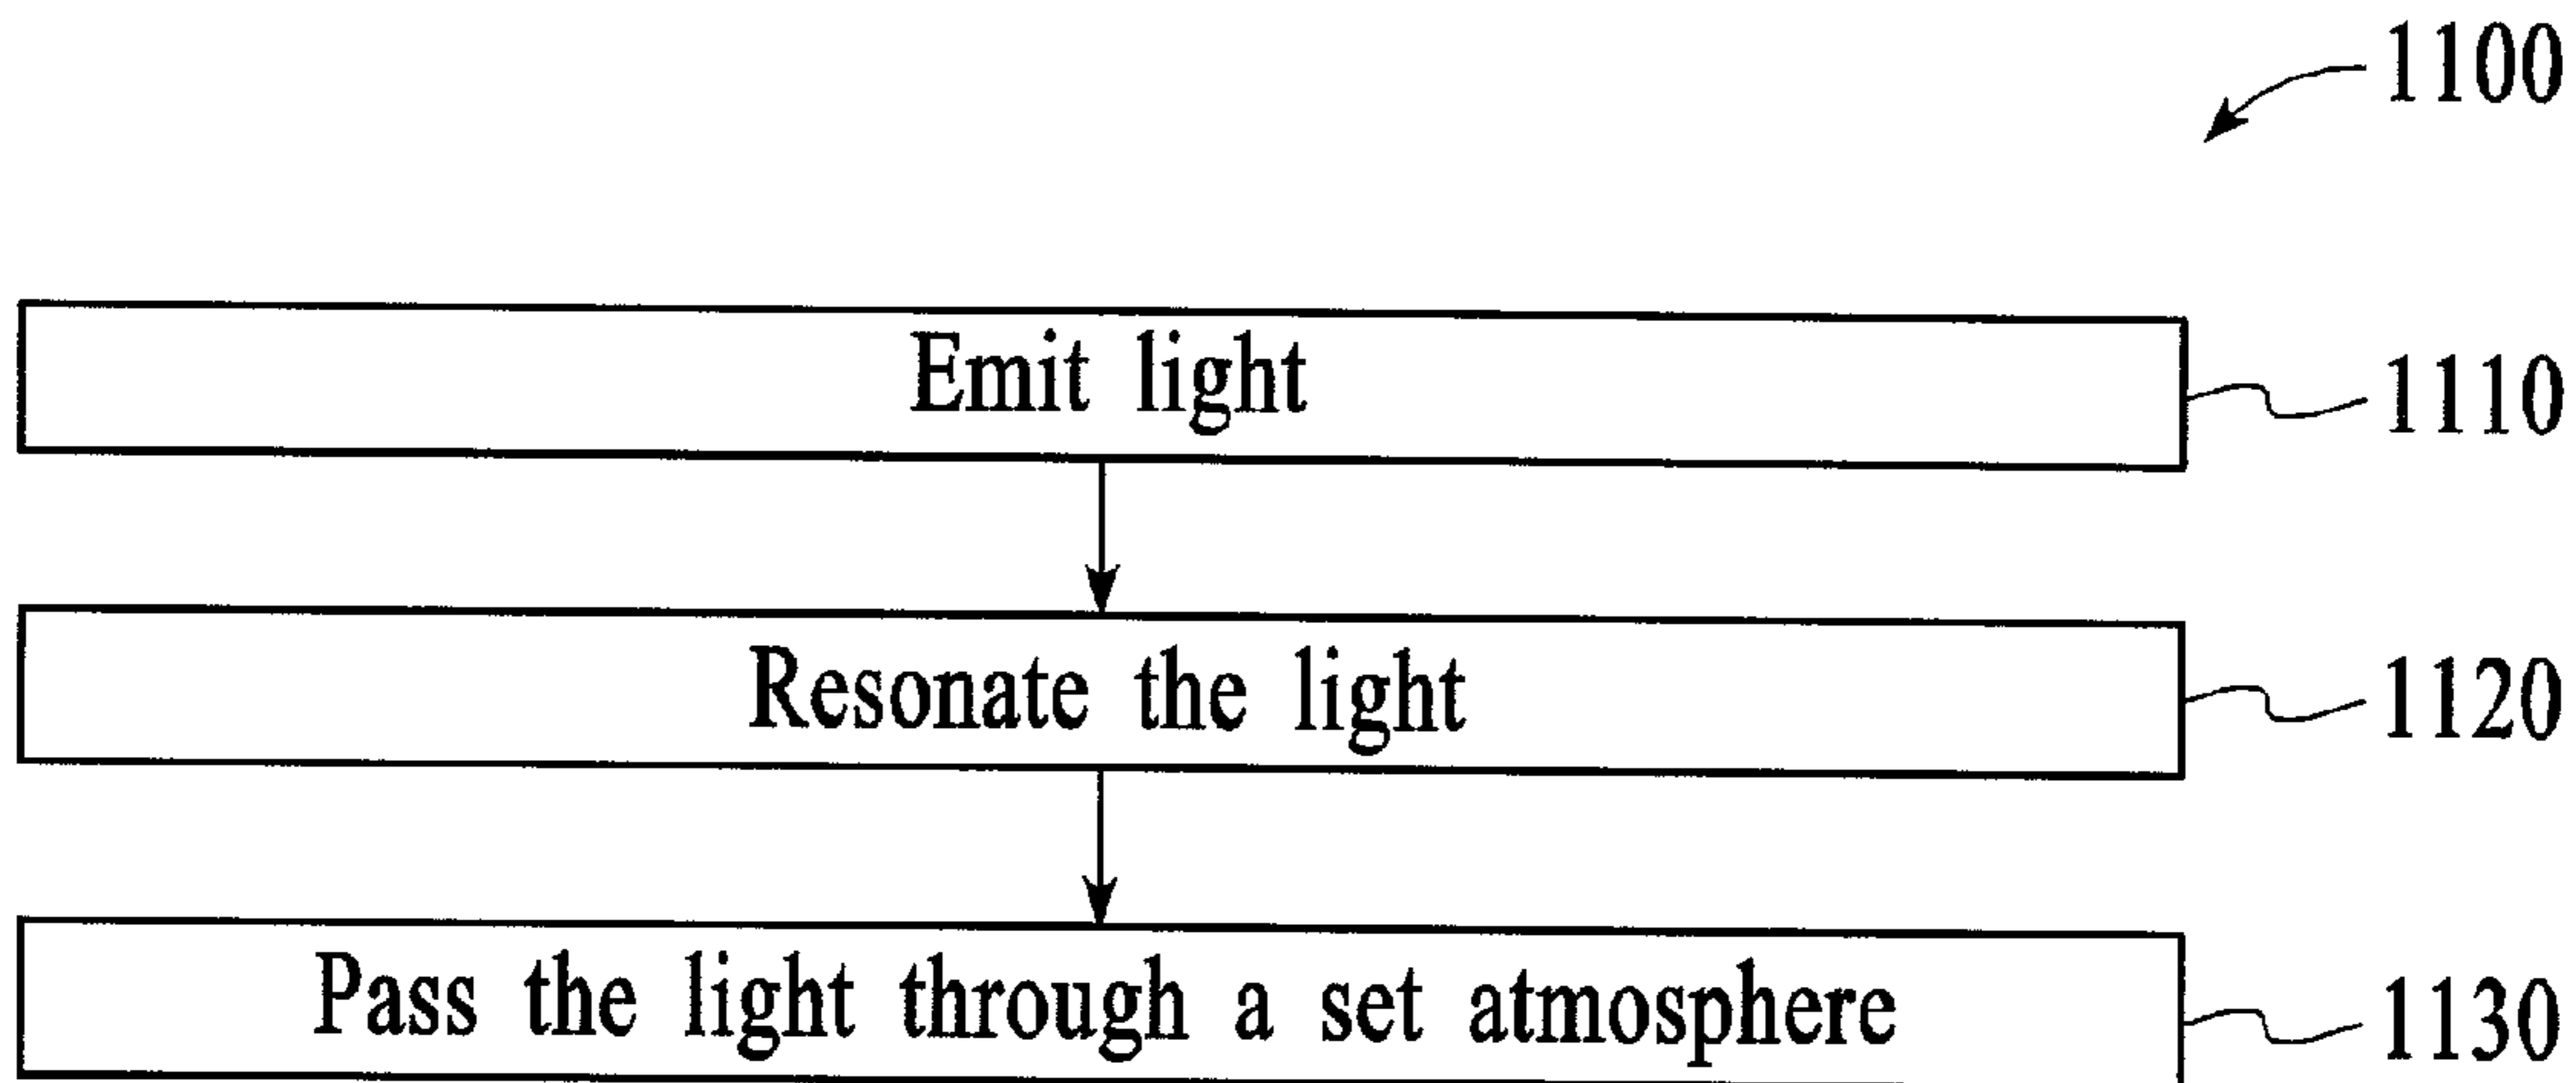 1100
Emit light
1110
Resonate the light
1120
Pass the light through a set atmosphere
1130